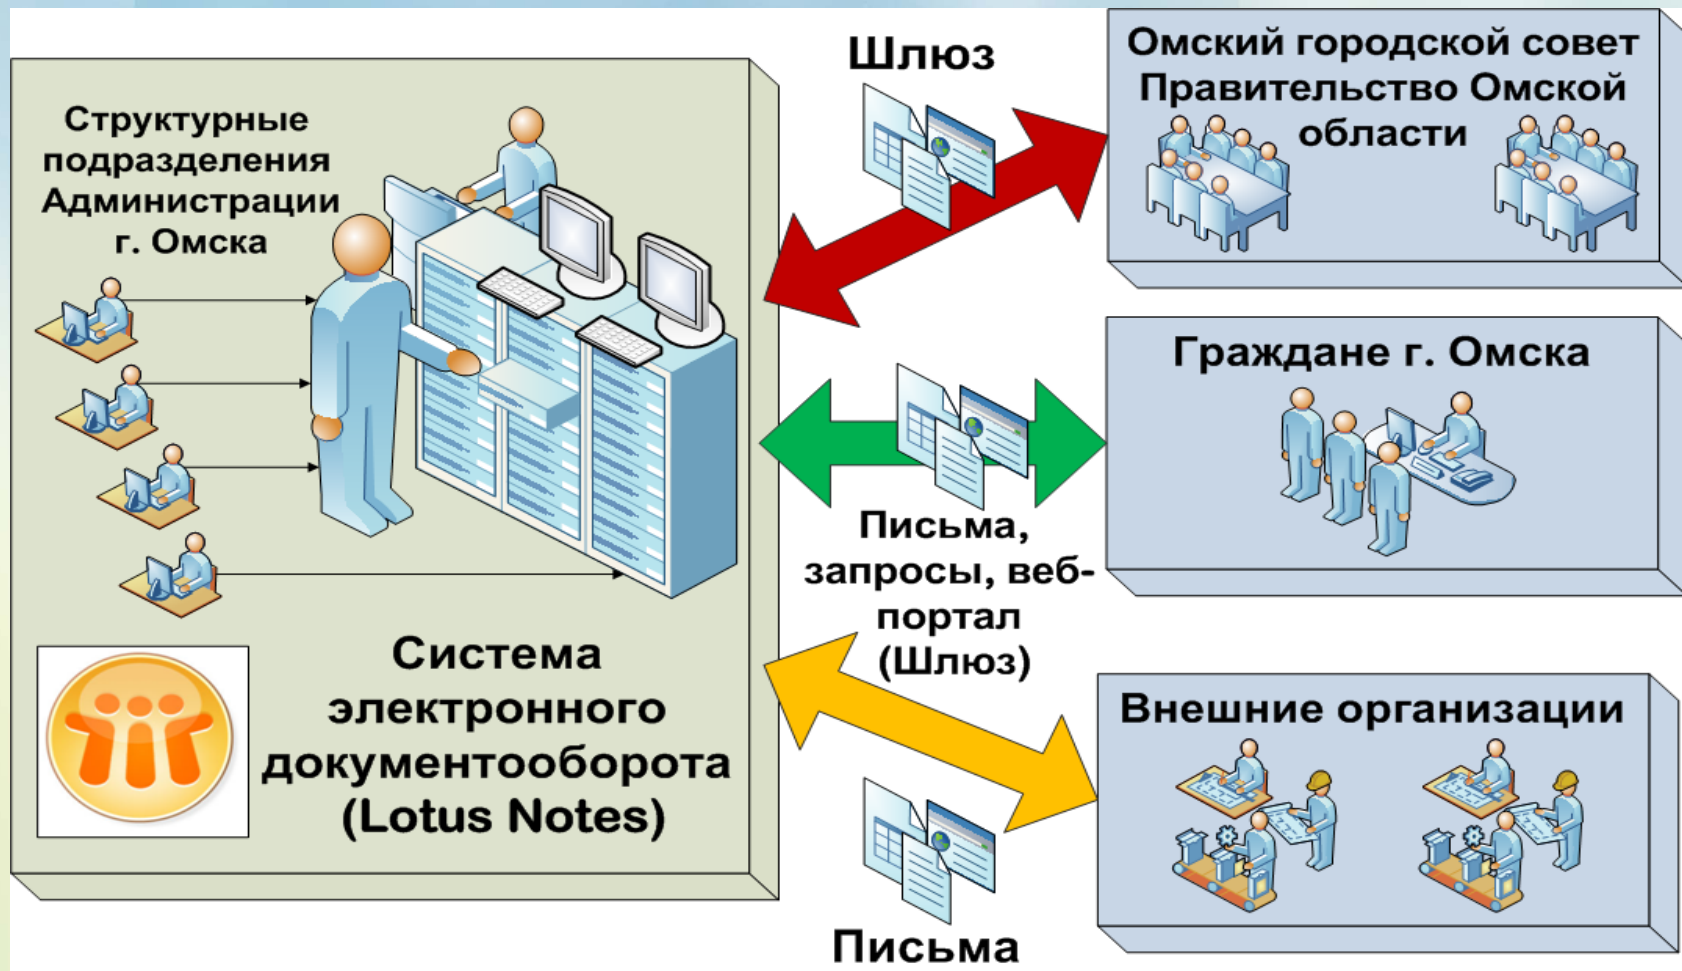 Структурные
подразделения
Администрации
г. Омска
Система
электронного
документооборота
(Lotus Notes)
Шлюз
Письма,
запросы, веб-
портал
(Шлюз)
Письма
Омский городской совет
Правительство Омской
области
Граждане г. Омска
Внешние организации